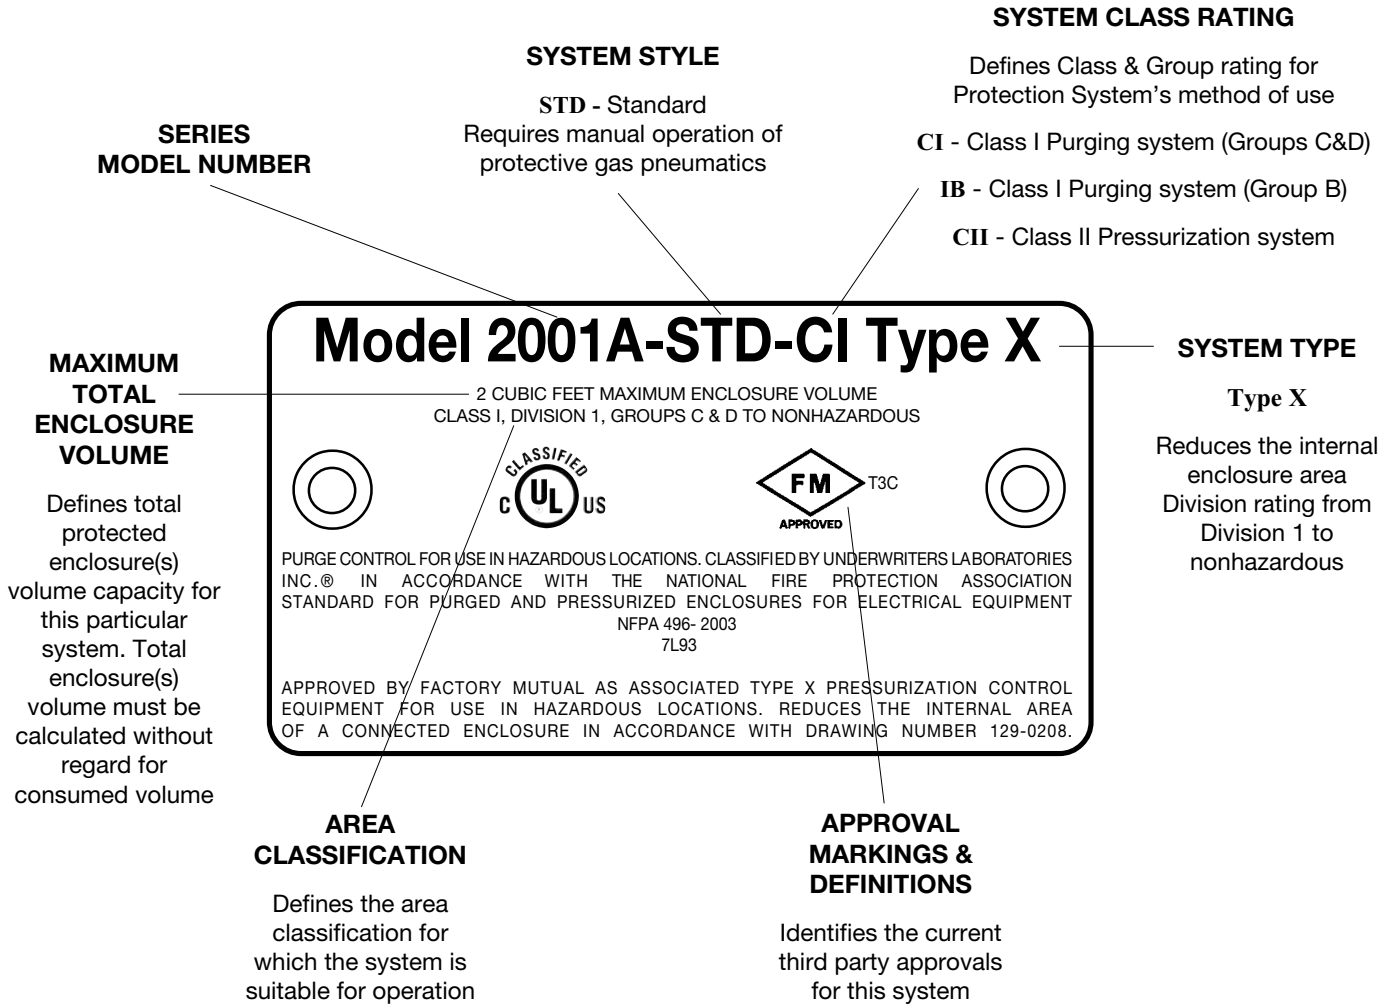 SYSTEM CLASS RATING
Defines Class & Group rating for
Protection System's method of use
CI - Class I Purging system (Groups C&D)
IB - Class I Purging system (Group B)
CII - Class II Pressurization system
SYSTEM STYLE
STD - Standard
Requires manual operation of
protective gas pneumatics
SERIES
MODEL NUMBER
Model 2001A-STD-CI Type X
2 CUBIC FEET MAXIMUM ENCLOSURE VOLUME
CLASS I, DIVISION 1, GROUPS C & D TO NONHAZARDOUS
CLASSIFIED
C UL US
FM
T3C
APPROVED
PURGE CONTROL FOR USE IN HAZARDOUS LOCATIONS. CLASSIFIED BY UNDERWRITERS LABORATORIES
INC.® IN ACCORDANCE WITH THE NATIONAL FIRE PROTECTION ASSOCIATION
STANDARD FOR PURGED AND PRESSURIZED ENCLOSURES FOR ELECTRICAL EQUIPMENT
NFPA 496- 2003
7L93
APPROVED BY FACTORY MUTUAL AS ASSOCIATED TYPE X PRESSURIZATION CONTROL
EQUIPMENT FOR USE IN HAZARDOUS LOCATIONS. REDUCES THE INTERNAL AREA
OF A CONNECTED ENCLOSURE IN ACCORDANCE WITH DRAWING NUMBER 129-0208.
MAXIMUM
TOTAL
ENCLOSURE
VOLUME
Defines total
protected
enclosure(s)
volume capacity for
this particular
system. Total
enclosure(s)
volume must be
calculated without
regard for
consumed volume
SYSTEM TYPE
Type X
Reduces the internal
enclosure area
Division rating from
Division 1 to
nonhazardous
AREA
CLASSIFICATION
Defines the area
classification for
which the system is
suitable for operation
APPROVAL
MARKINGS &
DEFINITIONS
Identifies the current
third party approvals
for this system